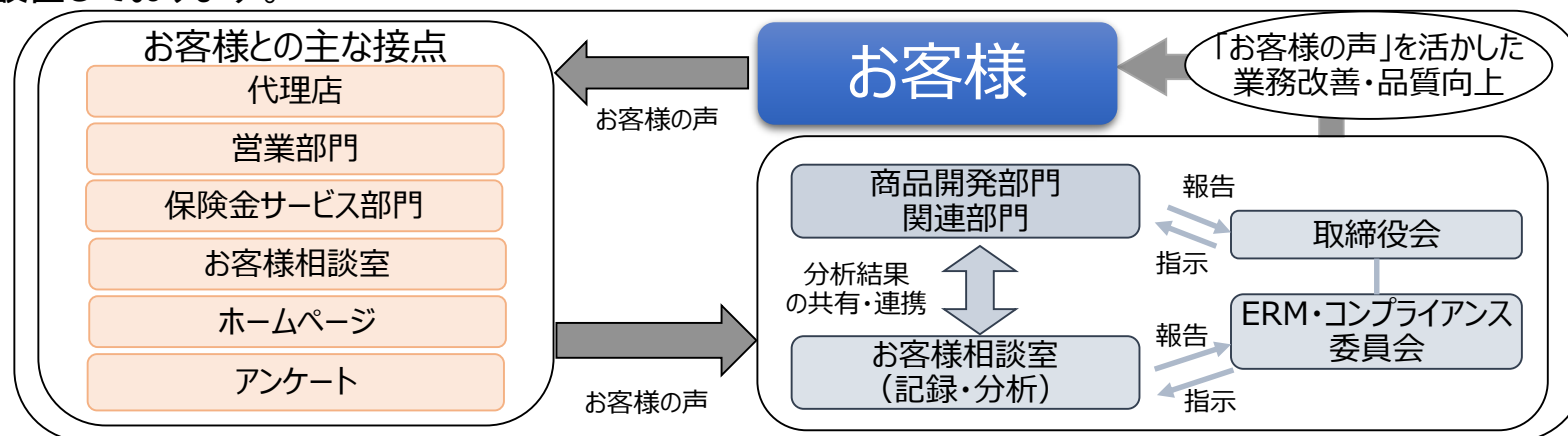 お客様との主な接点
代理店
営業部門
保険金サービス部門
お客様相談室
ホームページ
アンケート
お客様の声
お客様の声
お客様
「お客様の声」を活かした
業務改善・品質向上
商品開発部門
関連部門
分析結果
の共有・連携
お客様相談室
（記録・分析）
報告
指示
取締役会
ERM・コンプライアンス
委員会
報告
指示